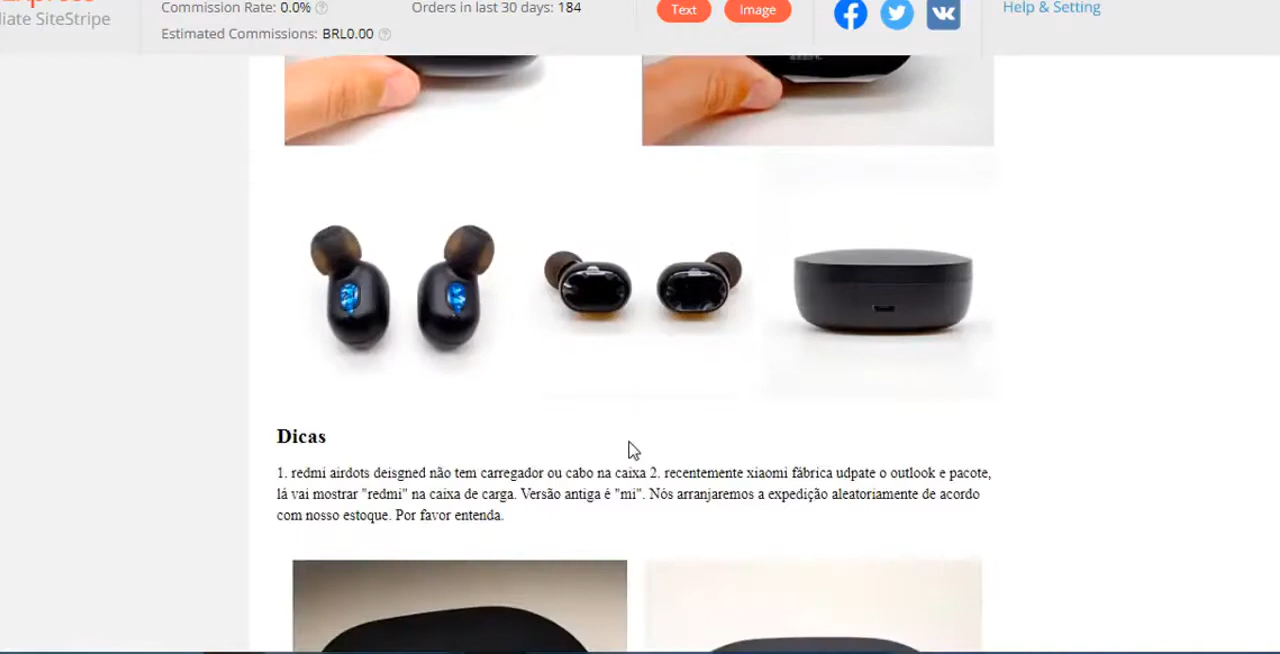 Commission Rate: 0.0%
Orders in last 30 days: 184
Text
Image
Help & Setting
liate SiteStripe
Estimated Commissions: BRL0.00
Dicas
1. redmi airdots deisgned não tem carregador ou cabo na caixa 2. recentemente xiaomi fábrica udpate o outlook e pacote,
lá vai mostrar "redmi" na caixa de carga. Versão antiga é "mi". Nós arranjaremos a expedição aleatoriamente de acordo
com nosso estoque. Por favor entenda.